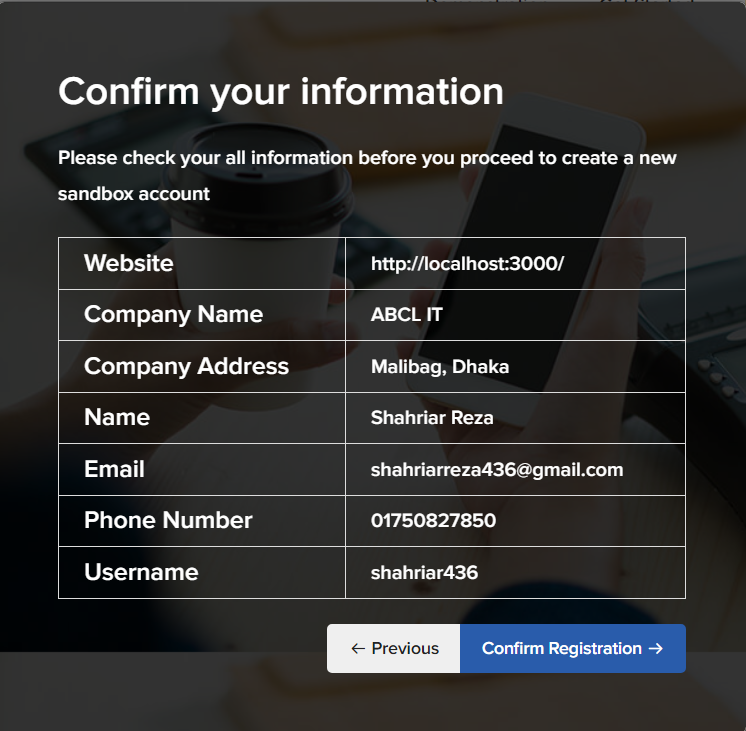 Confirm your information
Please check your all information before you proceed to create a new
sandbox account
Website http://localhost:3000/
Company Name ABCL IT
Company Address Malibag, Dhaka
Name Shahriar Reza
Email shahriarreza436@gmail.com
Phone Number 01750827850
Username shahriar436
← Previous Confirm Registration →